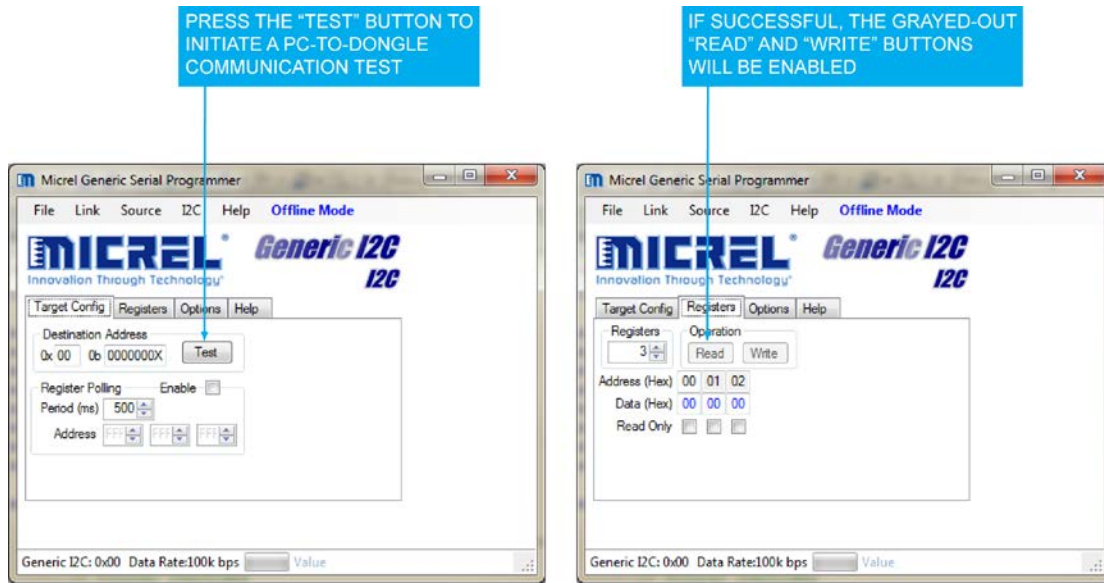 PRESS THE “TEST” BUTTON TO
INITIATE A PC-TO-DONGLE
COMMUNICATION TEST
IF SUCCESSFUL, THE GRAYED-OUT
“READ” AND “WRITE” BUTTONS
WILL BE ENABLED
Micrel Generic Serial Programmer
File Link Source I2C Help Offline Mode
MICREL Generic I2C
Innovation Through Technology I2C
Target Config Registers Options Help
Destination Address
0x 00 0b 0000000X Test
Register Polling Enable
Period (ms) 500
Address FFF FFF FFF
Generic I2C: 0x00 Data Rate:100k bps Value
Micrel Generic Serial Programmer
File Link Source I2C Help Offline Mode
MICREL Generic I2C
Innovation Through Technology I2C
Target Config Registers Options Help
Registers Operation
3 Read Write
Address (Hex) 00 01 02
Data (Hex) 00 00 00
Read Only
Generic I2C: 0x00 Data Rate:100k bps Value